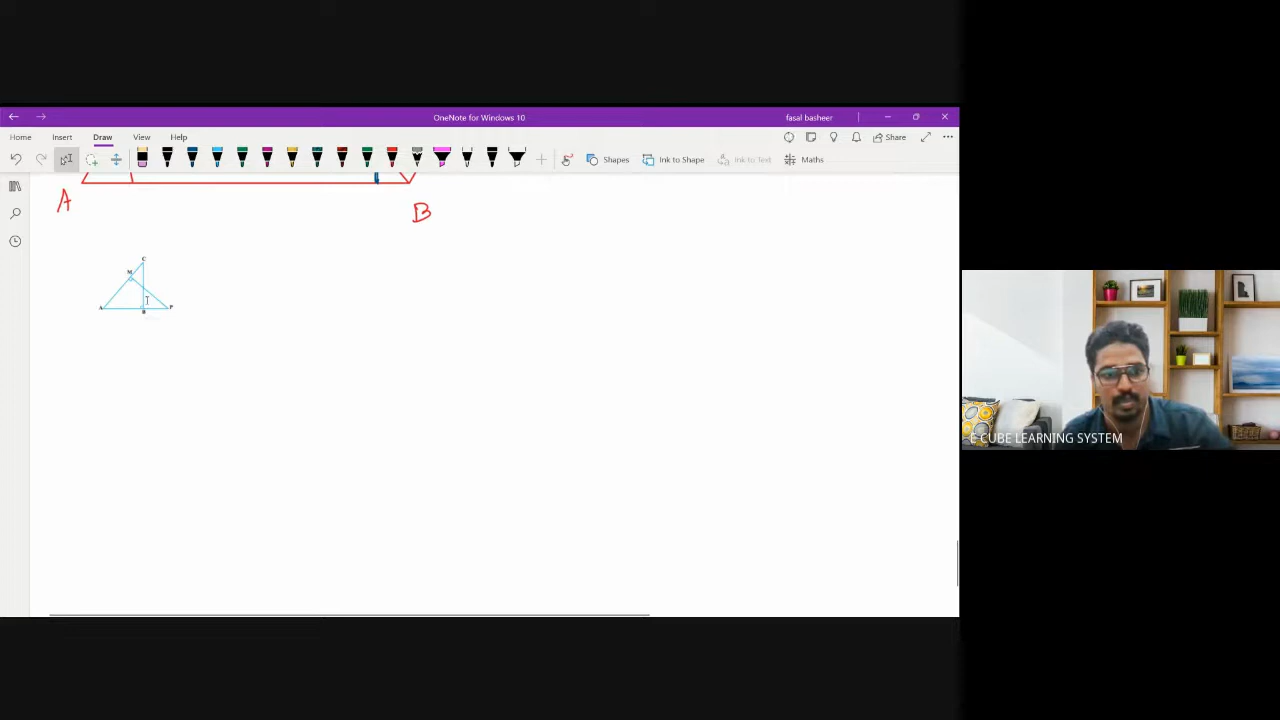 OneNote for Windows 10
fasal basheer
Home Insert Draw View Help
Share
Shapes
Ink to Shape
Ink to Text
Maths
A
B
C
M
A
B
P
E CUBE LEARNING SYSTEM